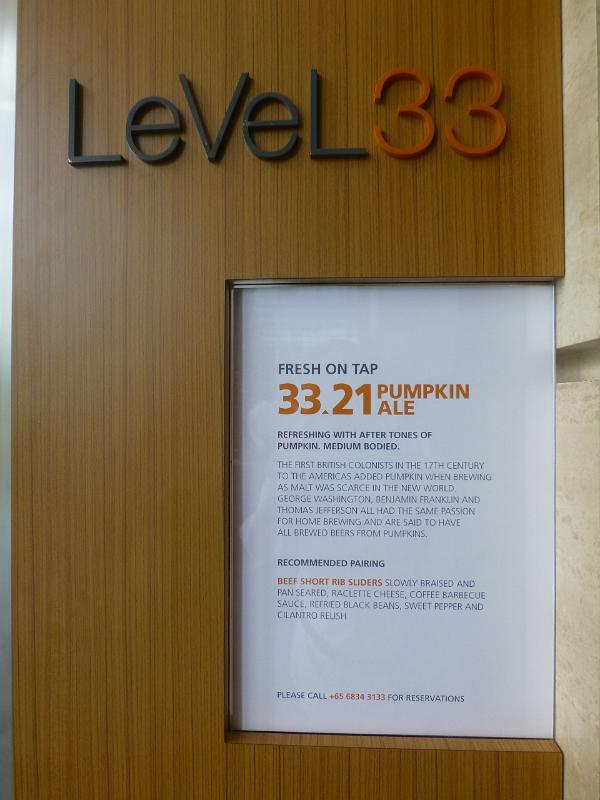 LeVeL33
FRESH ON TAP
33.21 PUMPKIN
ALE
REFRESHING WITH AFTER TONES OF
PUMPKIN. MEDIUM BODIED.
THE FIRST BRITISH COLONISTS IN THE 17TH CENTURY
TO THE AMERICAS ADDED PUMPKIN WHEN BREWING
AS MALT WAS SCARCE IN THE NEW WORLD.
GEORGE WASHINGTON, BENJAMIN FRANKLIN AND
THOMAS JEFFERSON ALL HAD THE SAME PASSION
FOR HOME BREWING AND ARE SAID TO HAVE
ALL BREWED BEERS FROM PUMPKINS.
RECOMMENDED PAIRING
BEEF SHORT RIB SLIDERS SLOWLY BRAISED AND
PAN SEARED, RACLETTE CHEESE, COFFEE BARBECUE
SAUCE, REFRIED BLACK BEANS, SWEET PEPPER AND
CILANTRO RELISH
PLEASE CALL +65 6834 3133 FOR RESERVATIONS